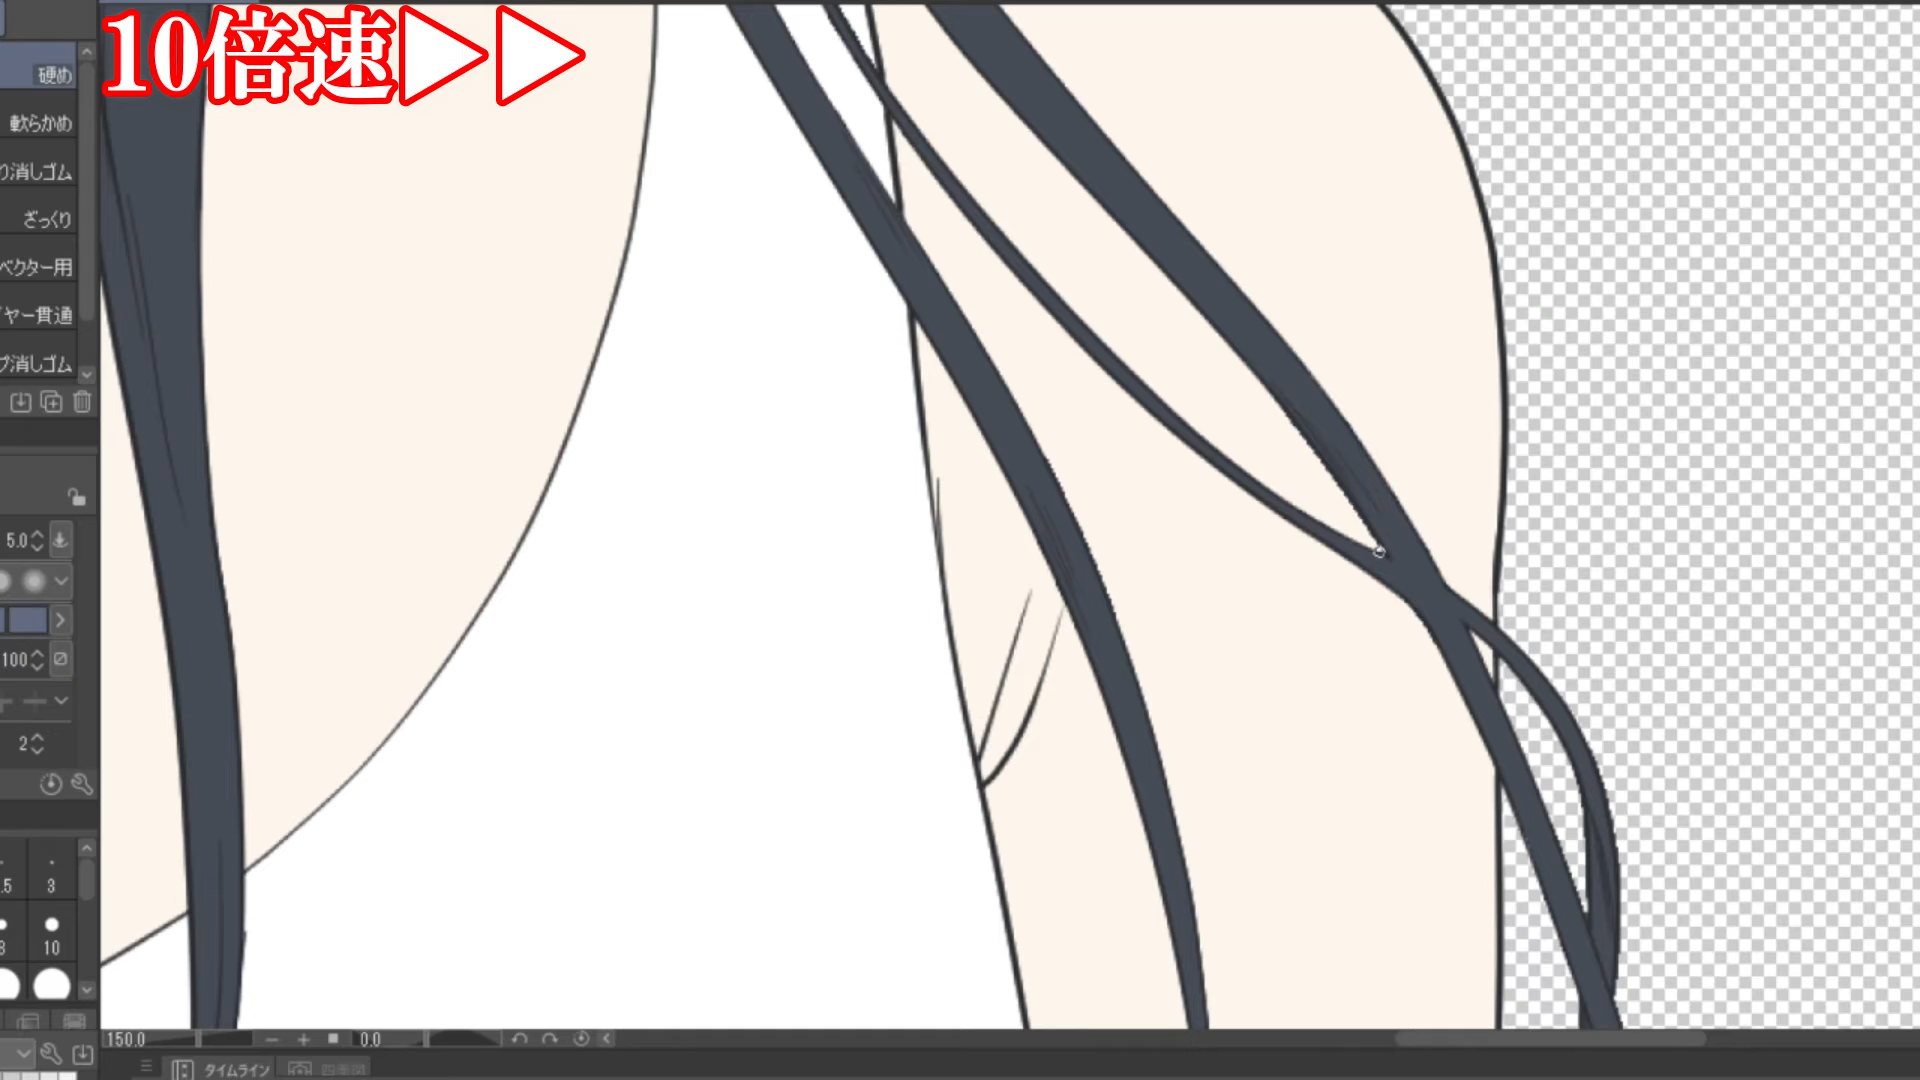 10倍速▷▷
硬め
軟らかめ
り消しゴム
ざっくり
ベクター用
ヤー貫通
プ消しゴム
5.0
100
2
.5 3
8 10
150.0 0.0
タイムライン